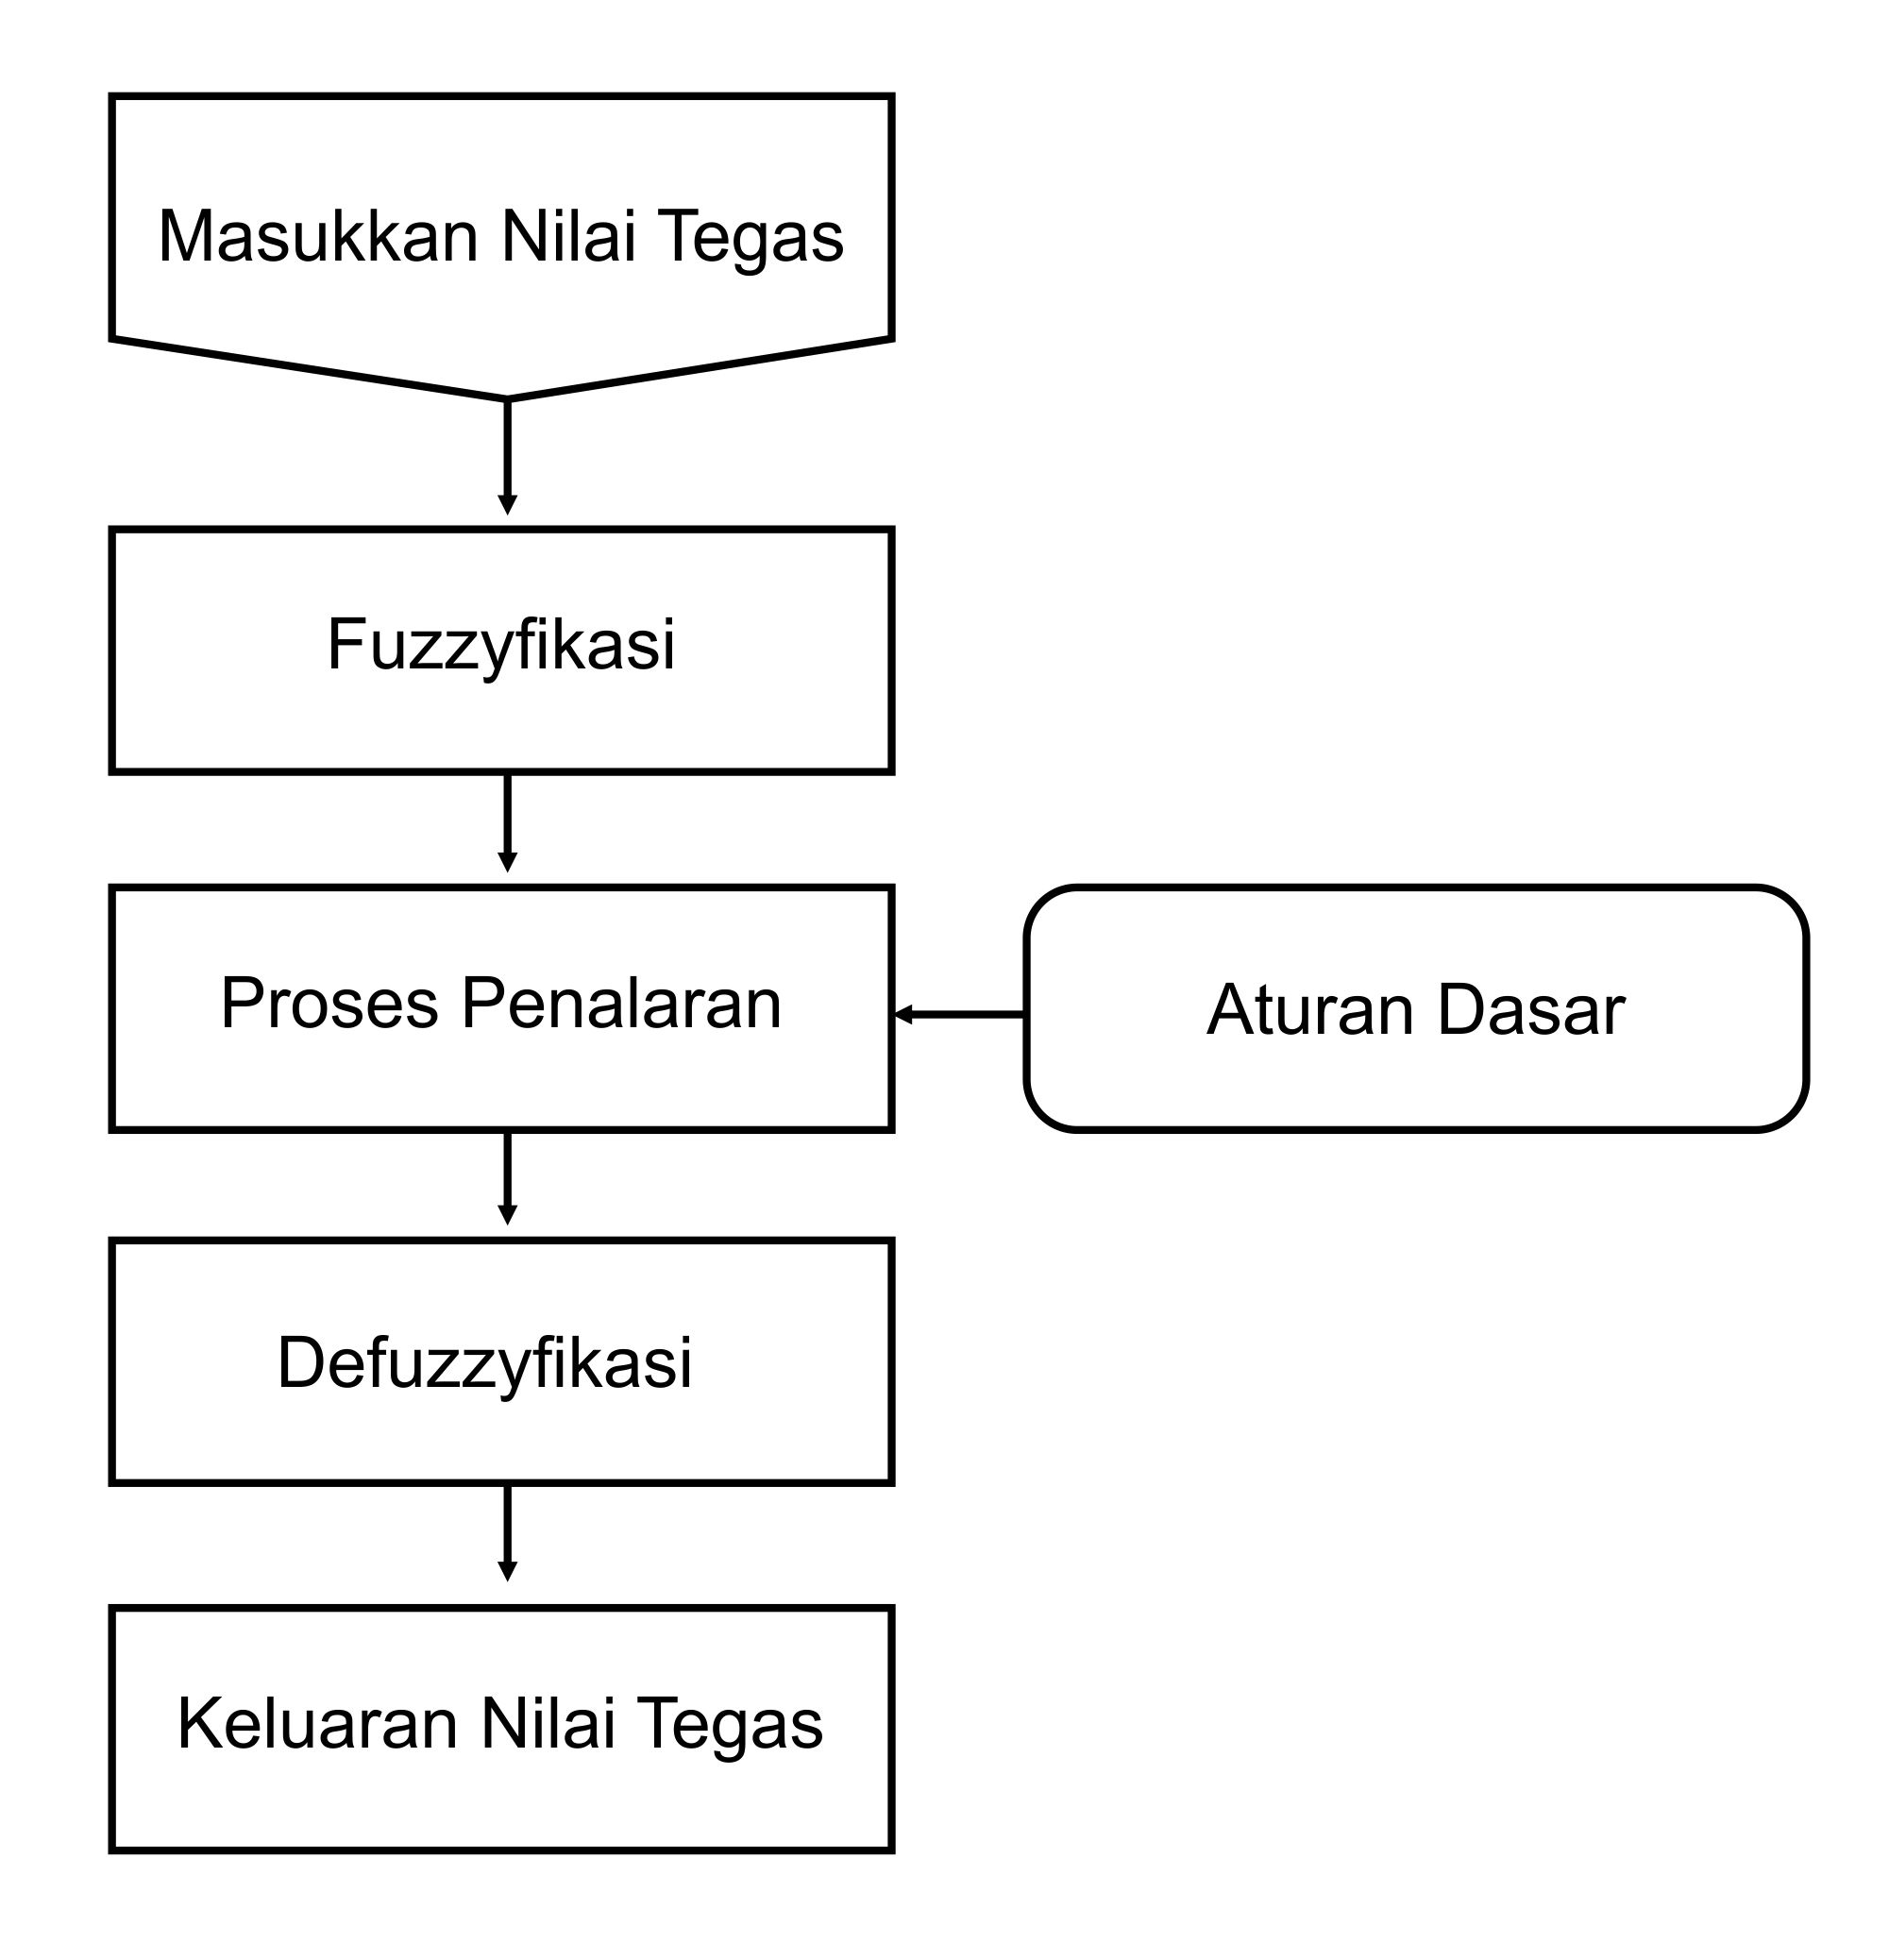 Masukkan Nilai Tegas
Fuzzyfikasi
Proses Penalaran
Aturan Dasar
Defuzzyfikasi
Keluaran Nilai Tegas